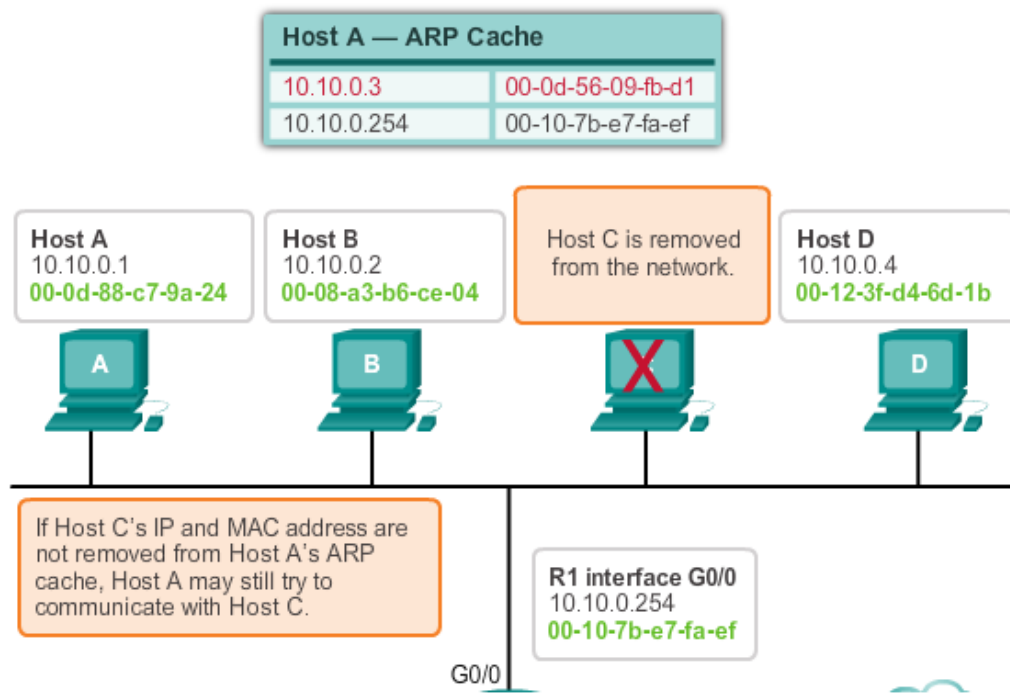 Host A — ARP Cache
10.10.0.3 00-0d-56-09-fb-d1
10.10.0.254 00-10-7b-e7-fa-ef
Host A
10.10.0.1
00-0d-88-c7-9a-24
Host B
10.10.0.2
00-08-a3-b6-ce-04
Host C is removed
from the network.
Host D
10.10.0.4
00-12-3f-d4-6d-1b
A
B
X
D
If Host C’s IP and MAC address are
not removed from Host A’s ARP
cache, Host A may still try to
communicate with Host C.
R1 interface G0/0
10.10.0.254
00-10-7b-e7-fa-ef
G0/0